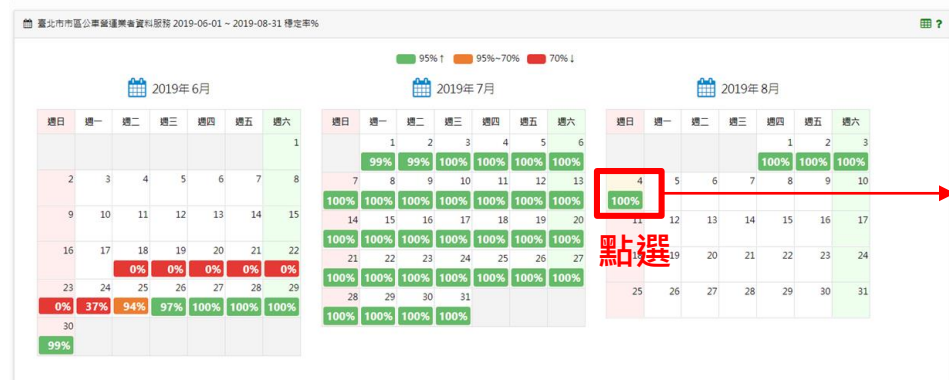 臺北市市區公車營運業者資料服務 2019-06-01 ~ 2019-08-31 穩定率%
?
95%↑ 95%~70% 70%↓
2019年 6月
週日 週一 週二 週三 週四 週五 週六
1
2 3 4 5 6 7 8
9 10 11 12 13 14 15
16 17 18 19 20 21 22
0% 0% 0% 0% 0%
23 24 25 26 27 28 29
0% 37% 94% 97% 100% 100% 100%
30
99%
2019年 7月
週日 週一 週二 週三 週四 週五 週六
1 2 3 4 5 6
99% 99% 100% 100% 100% 100%
7 8 9 10 11 12 13
100% 100% 100% 100% 100% 100% 100%
14 15 16 17 18 19 20
100% 100% 100% 100% 100% 100% 100%
21 22 23 24 25 26 27
100% 100% 100% 100% 100% 100% 100%
28 29 30 31
100% 100% 100% 100%
2019年 8月
週日 週一 週二 週三 週四 週五 週六
1 2 3
100% 100% 100%
4 5 6 7 8 9 10
100%
11 12 13 14 15 16 17
點選
18 19 20 21 22 23 24
25 26 27 28 29 30 31